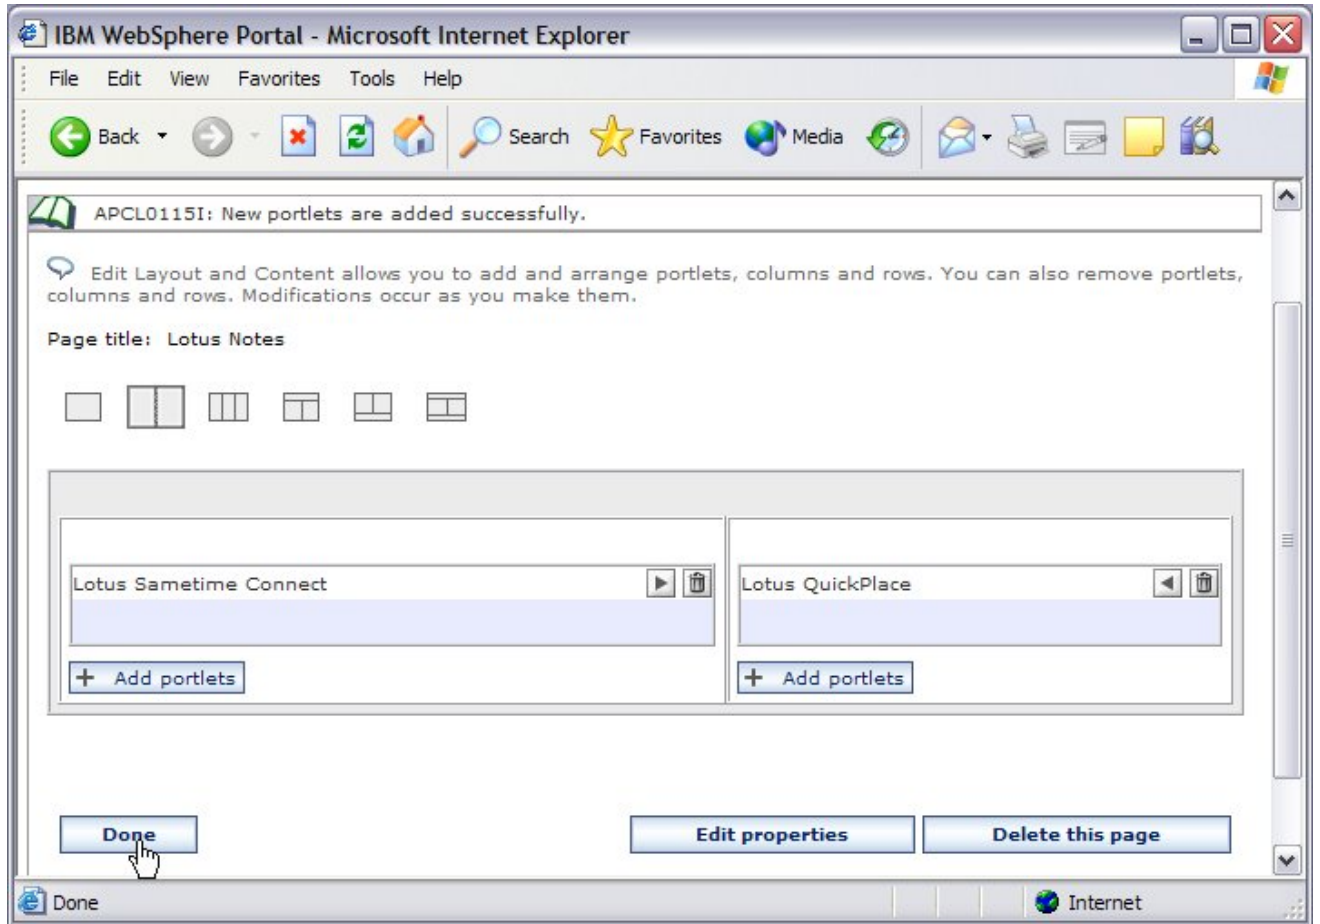 IBM WebSphere Portal - Microsoft Internet Explorer
File Edit View Favorites Tools Help
Back Search Favorites Media
APCL0115I: New portlets are added successfully.
Edit Layout and Content allows you to add and arrange portlets, columns and rows. You can also remove portlets,
columns and rows. Modifications occur as you make them.
Page title: Lotus Notes
Lotus Sametime Connect Lotus QuickPlace
+ Add portlets + Add portlets
Done Edit properties Delete this page
Done Internet